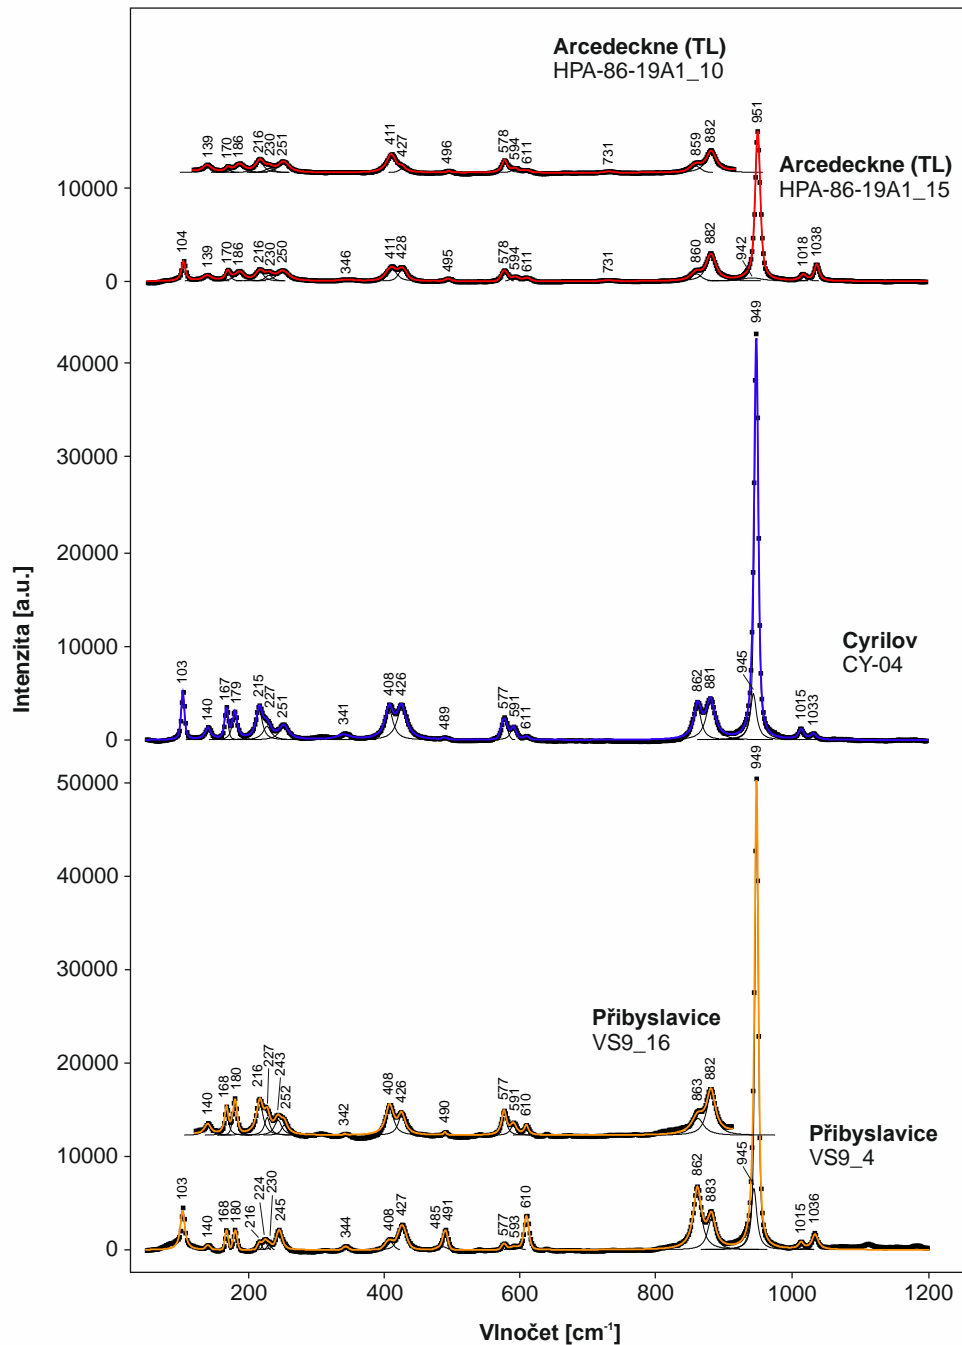 Arcedeckne (TL)
HPA-86-19A1_10
139 170 186 216 230 251 411 427 496 578 594 611 731 859 882 951
Arcedeckne (TL)
HPA-86-19A1_15
10000
104 139 170 186 216 230 250 346 411 428 495 578 594 611 731 860 882 942 1018 1038
0
949
40000
30000
20000
10000
Cyrilov
CY-04
103 140 167 179 215 227 251 341 408 426 489 577 591 611 862 881 945 1015 1033
0
949
50000
40000
30000
20000
Přibyslavice
VS9_16
140 168 180 216 227 243 252 342 408 426 490 577 591 610 863 882
Přibyslavice
VS9_4
10000
103 140 168 180 216 224 230 245 344 408 427 485 491 577 593 610 862 883 945 1015 1036
0
200 400 600 800 1000 1200
Vlnočet [cm⁻¹]
Intenzita [a.u.]